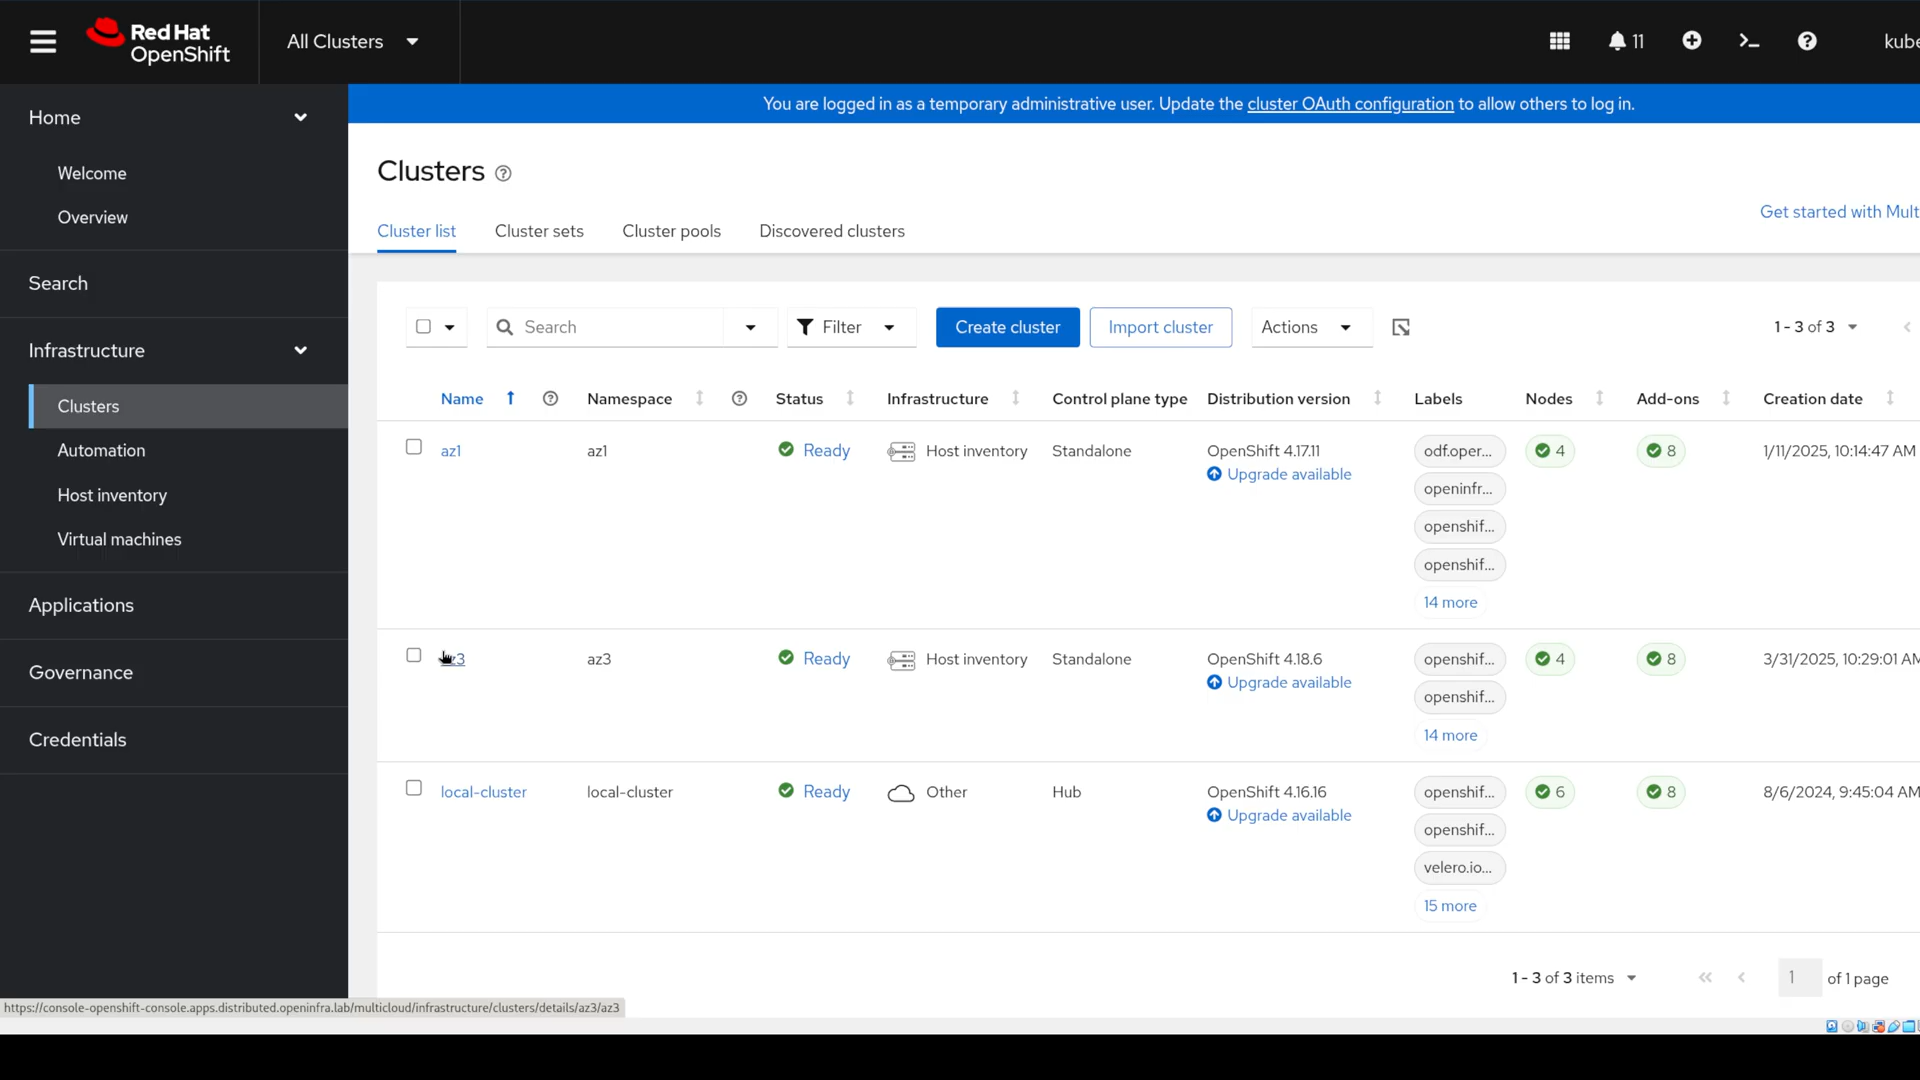 Red Hat
OpenShift
All Clusters
11
kube
Home
Welcome
Overview
Search
Infrastructure
Clusters
Automation
Host inventory
Virtual machines
Applications
Governance
Credentials
You are logged in as a temporary administrative user. Update the cluster OAuth configuration to allow others to log in.
Clusters
Get started with Mult
Cluster list Cluster sets Cluster pools Discovered clusters
Search Filter Create cluster Import cluster Actions 1 - 3 of 3
Name Namespace Status Infrastructure Control plane type Distribution version Labels Nodes Add-ons Creation date
az1 az1 Ready Host inventory Standalone OpenShift 4.17.11 odf.oper... 4 8 1/11/2025, 10:14:47 AM
Upgrade available
openinfr...
openshif...
openshif...
14 more
az3 Ready Host inventory Standalone OpenShift 4.18.6 openshif... 4 8 3/31/2025, 10:29:01 AM
Upgrade available
openshif...
14 more
local-cluster local-cluster Ready Other Hub OpenShift 4.16.16 openshif... 6 8 8/6/2024, 9:45:04 AM
Upgrade available
openshif...
velero.io...
15 more
1 - 3 of 3 items 1 of 1 page
https://console-openshift-console.apps.distributed.openinfra.lab/multicloud/infrastructure/clusters/details/az3/az3